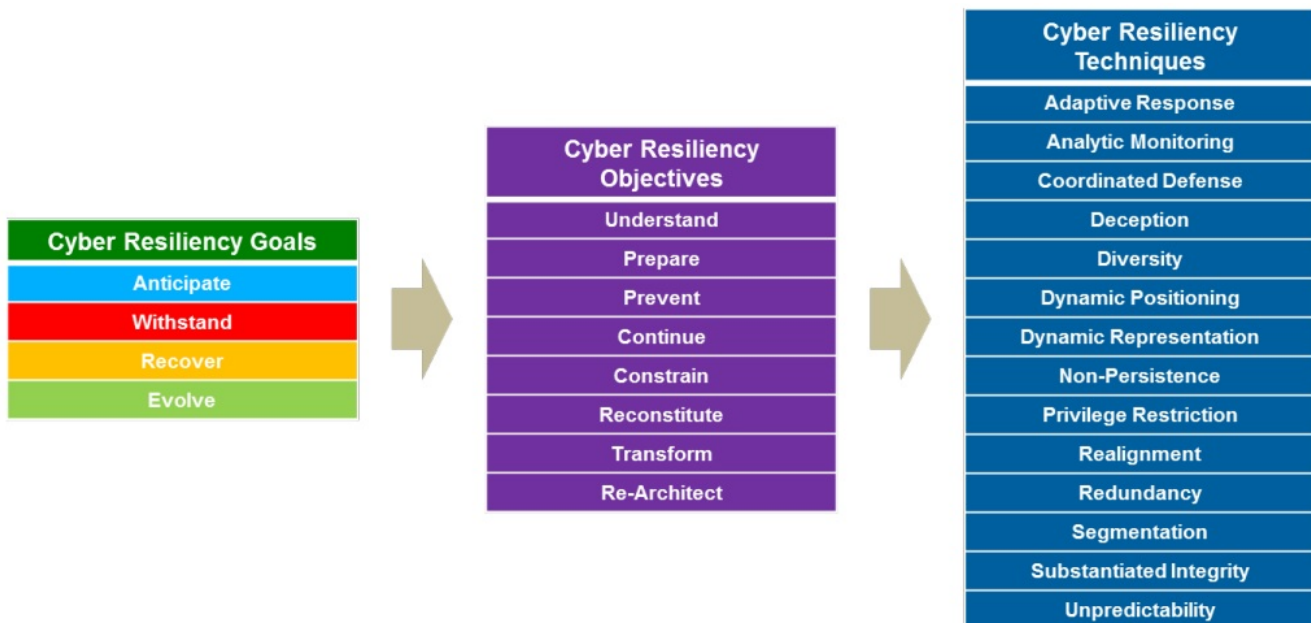 Cyber Resiliency Goals
Anticipate
Withstand
Recover
Evolve
Cyber Resiliency
Objectives
Understand
Prepare
Prevent
Continue
Constrain
Reconstitute
Transform
Re-Architect
Cyber Resiliency
Techniques
Adaptive Response
Analytic Monitoring
Coordinated Defense
Deception
Diversity
Dynamic Positioning
Dynamic Representation
Non-Persistence
Privilege Restriction
Realignment
Redundancy
Segmentation
Substantiated Integrity
Unpredictability